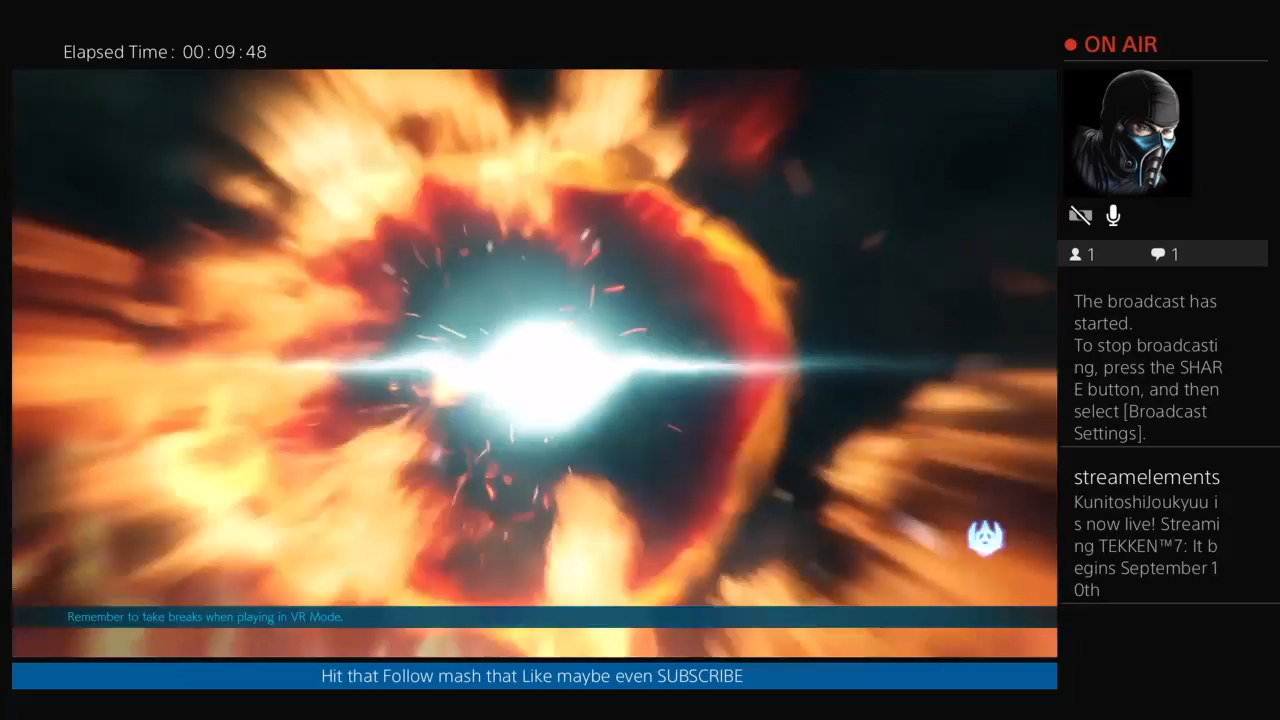 Elapsed Time: 00:09:48
ON AIR
1 1
The broadcast has
started.
To stop broadcasti
ng, press the SHAR
E button, and then
select [Broadcast
Settings].
streamelements
KunitoshiJoukyuu i
s now live! Streami
ng TEKKEN™7: It b
egins September 1
0th
Remember to take breaks when playing in VR Mode.
Hit that Follow mash that Like maybe even SUBSCRIBE